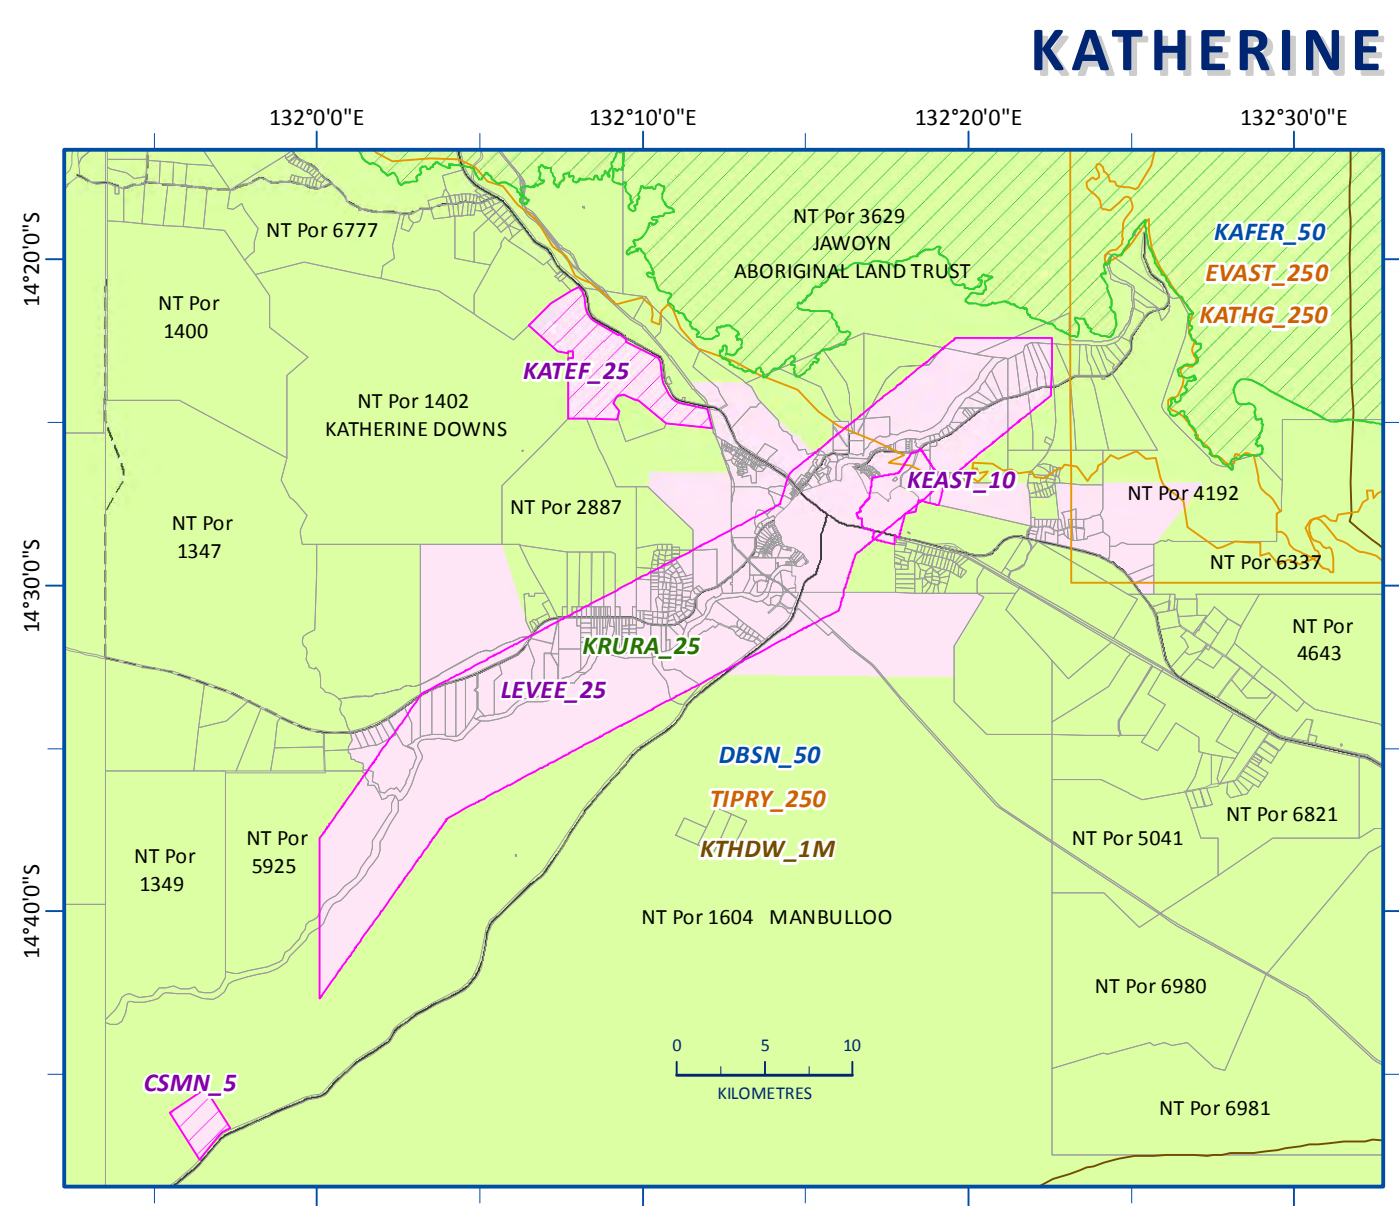 KATHERINE
132°0'0"E
132°10'0"E
132°20'0"E
132°30'0"E
14°20'0"S
14°30'0"S
14°40'0"S
NT Por 6777
NT Por 3629
JAWOYN
ABORIGINAL LAND TRUST
KAFER_50
EVAST_250
KATHG_250
NT Por
1400
KATEF_25
NT Por 1402
KATHERINE DOWNS
KEAST_10
NT Por 4192
NT Por 2887
NT Por
1347
NT Por 6337
KRURA_25
NT Por
4643
LEVEE_25
DBSN_50
TIPRY_250
KTHDW_1M
NT Por 6821
NT Por 5041
NT Por
5925
NT Por
1349
NT Por 1604 MANBULLOO
NT Por 6980
0 5 10
KILOMETRES
CSMN_5
NT Por 6981